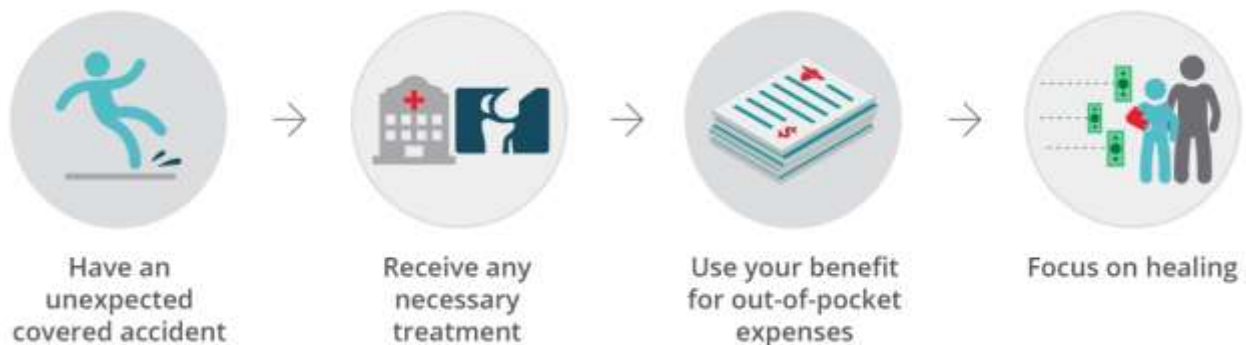 Have an
unexpected
covered accident
Receive any
necessary
treatment
Use your benefit
for out-of-pocket
expenses
Focus on healing